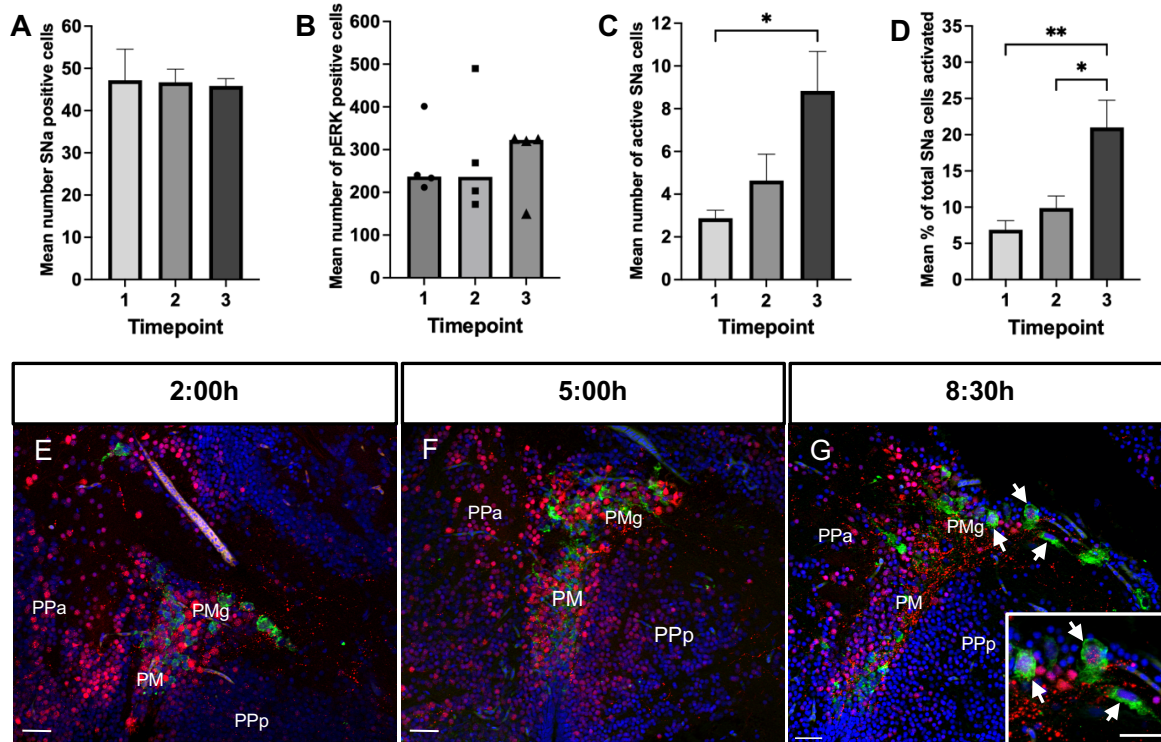 A
Mean number SNa positive cells
60
50
40
30
20
10
0
1 2 3
Timepoint
B
Mean number of pERK positive cells
600
500
400
300
200
100
0
1 2 3
Timepoint
C
Mean number of active SNa cells
12
10
8
6
4
2
0
*
1 2 3
Timepoint
D
Mean % of total SNa cells activated
35
30
25
20
15
10
5
0
**
*
1 2 3
Timepoint
2:00h
5:00h
8:30h
E
PPa
PMg
PM
PPp
F
PPa
PMg
PM
PPp
G
PPa
PMg
PM
PPp